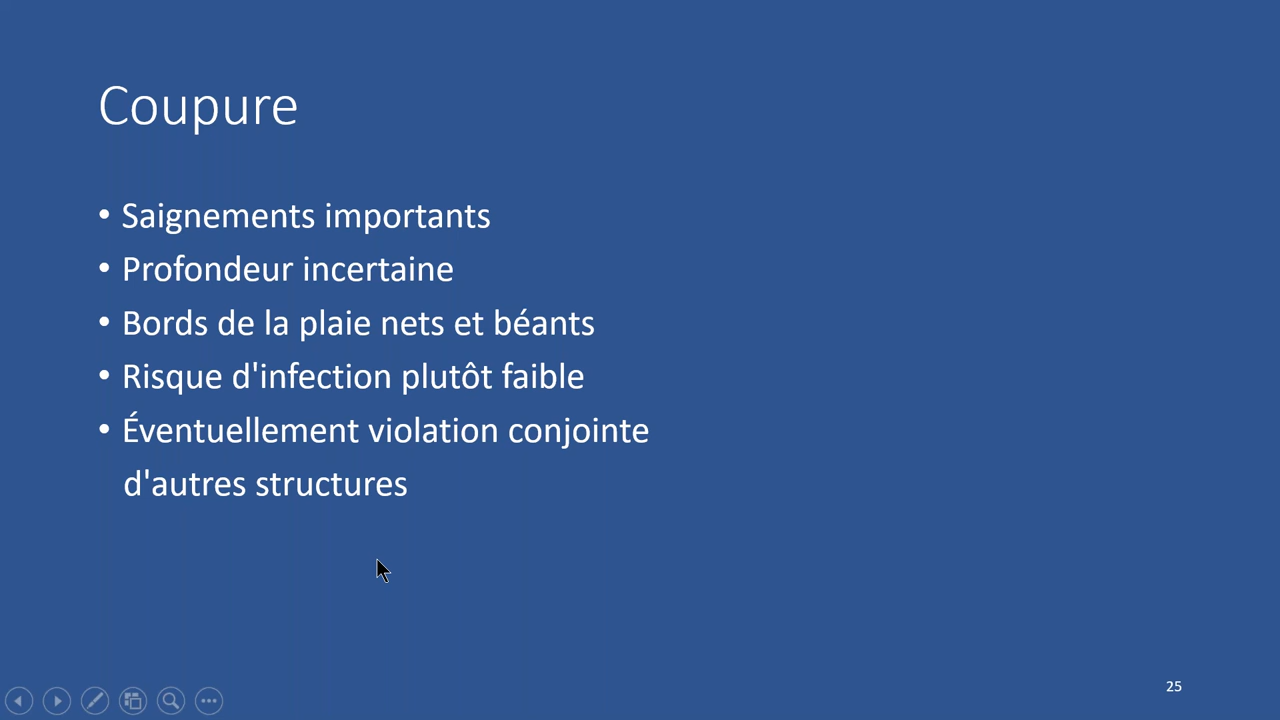 Coupure
• Saignements importants
• Profondeur incertaine
• Bords de la plaie nets et béants
• Risque d'infection plutôt faible
• Éventuellement violation conjointe
d'autres structures
25